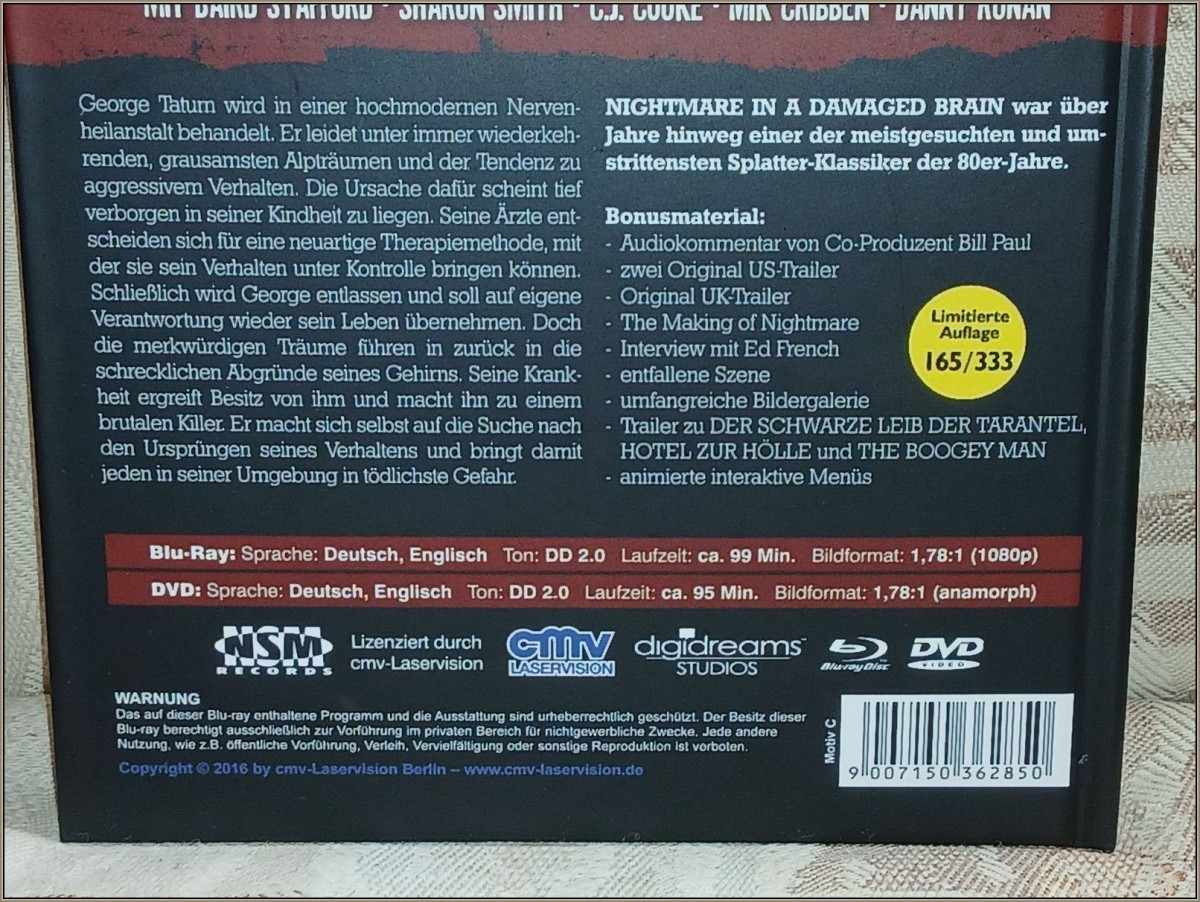 MIT BAIRD STAFFORD · SHARON SMITH · C.J. COOKE · MIK CRIBBEN · DANNY RONAN
George Tatum wird in einer hochmodernen Nerven-
heilanstalt behandelt. Er leidet unter immer wiederkeh-
renden, grausamsten Alpträumen und der Tendenz zu
aggressivem Verhalten. Die Ursache dafür scheint tief
verborgen in seiner Kindheit zu liegen. Seine Ärzte ent-
scheiden sich für eine neuartige Therapiemethode, mit
der sie sein Verhalten unter Kontrolle bringen können.
Schließlich wird George entlassen und soll auf eigene
Verantwortung wieder sein Leben übernehmen. Doch
die merkwürdigen Träume führen in zurück in die
schrecklichen Abgründe seines Gehirns. Seine Krank-
heit ergreift Besitz von ihm und macht ihn zu einem
brutalen Killer. Er macht sich selbst auf die Suche nach
den Ursprüngen seines Verhaltens und bringt damit
jeden in seiner Umgebung in tödlichste Gefahr.
NIGHTMARE IN A DAMAGED BRAIN war über
Jahre hinweg einer der meistgesuchten und um-
strittensten Splatter-Klassiker der 80er-Jahre.
Bonusmaterial:
- Audiokommentar von Co-Produzent Bill Paul
- zwei Original US-Trailer
- Original UK-Trailer
- The Making of Nightmare
- Interview mit Ed French
- entfallene Szene
- umfangreiche Bildergalerie
- Trailer zu DER SCHWARZE LEIB DER TARANTEL,
HOTEL ZUR HÖLLE und THE BOOGEY MAN
- animierte interaktive Menüs
Limitierte
Auflage
165/333
Blu-Ray: Sprache: Deutsch, Englisch Ton: DD 2.0 Laufzeit: ca. 99 Min. Bildformat: 1,78:1 (1080p)
DVD: Sprache: Deutsch, Englisch Ton: DD 2.0 Laufzeit: ca. 95 Min. Bildformat: 1,78:1 (anamorph)
NSM
RECORDS
Lizenziert durch
cmv-Laservision
cmv
LASERVISION
digidreams
STUDIOS
Blu-ray Disc
DVD
VIDEO
WARNUNG
Das auf dieser Blu-ray enthaltene Programm und die Ausstattung sind urheberrechtlich geschützt. Der Besitz dieser
Blu-ray berechtigt ausschließlich zur Vorführung im privaten Bereich für nichtgewerbliche Zwecke. Jede andere
Nutzung, wie z.B. öffentliche Vorführung, Verleih, Vervielfältigung oder sonstige Reproduktion ist verboten.
Copyright © 2016 by cmv-Laservision Berlin – www.cmv-laservision.de
Motiv C
9 007150 362850